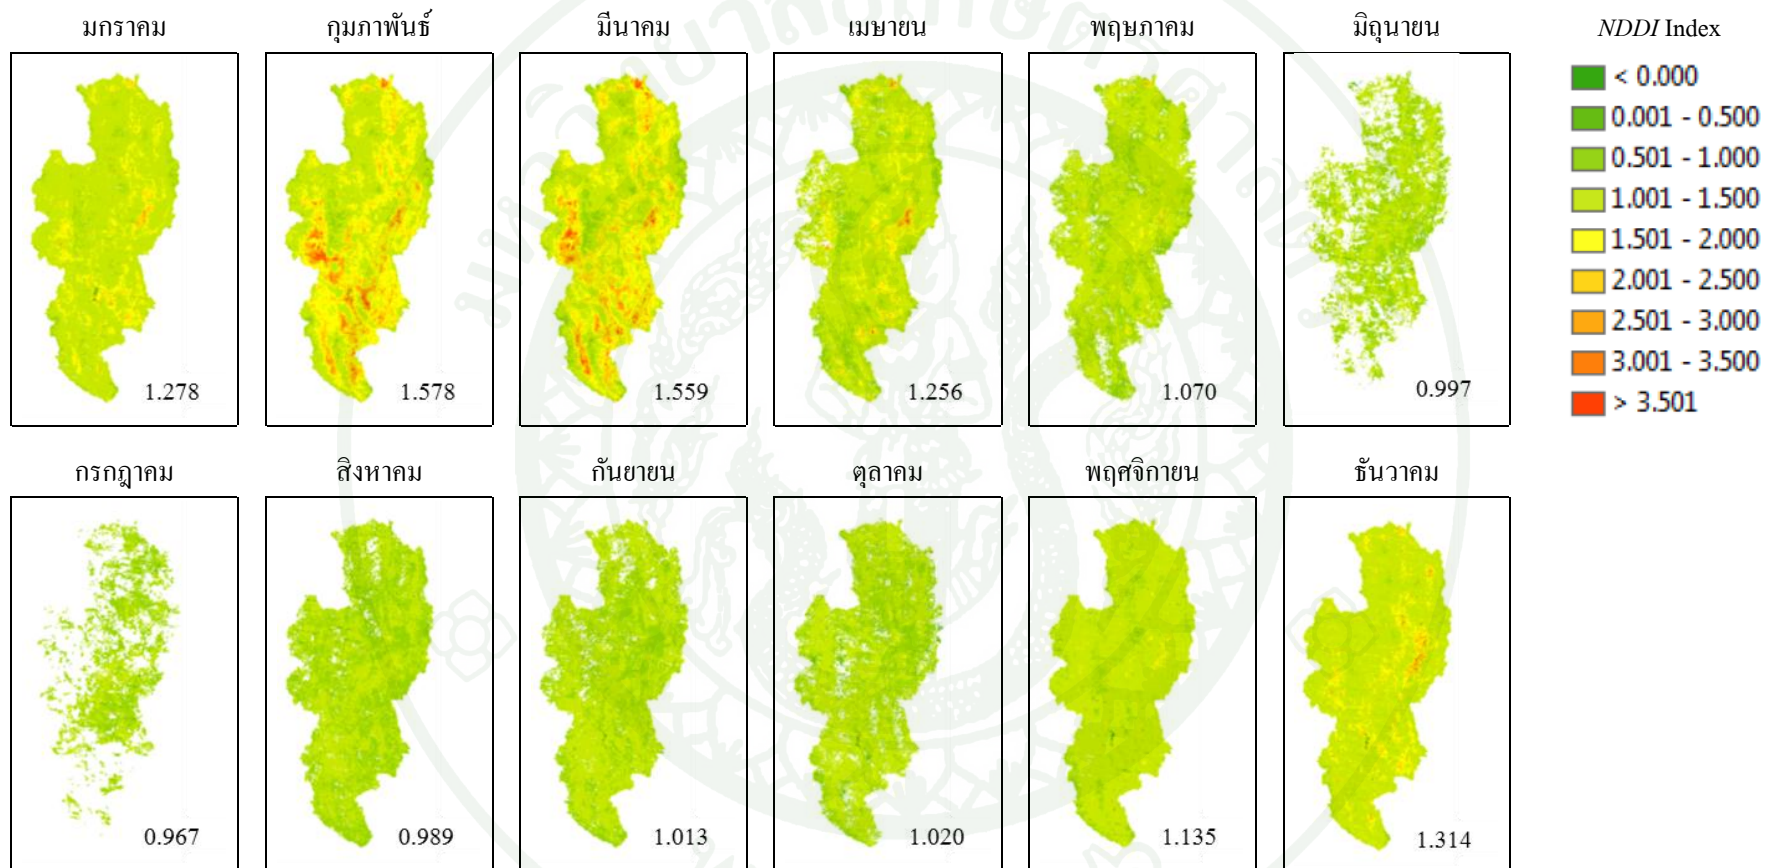 มกราคม กุมภาพันธ์ มีนาคม เมษายน พฤษภาคม มิถุนายน NDDI Index
< 0.000
0.001 - 0.500
0.501 - 1.000
1.001 - 1.500
1.501 - 2.000
2.001 - 2.500
2.501 - 3.000
3.001 - 3.500
> 3.501
1.278 1.578 1.559 1.256 1.070 0.997
กรกฎาคม สิงหาคม กันยายน ตุลาคม พฤศจิกายน ธันวาคม
0.967 0.989 1.013 1.020 1.135 1.314